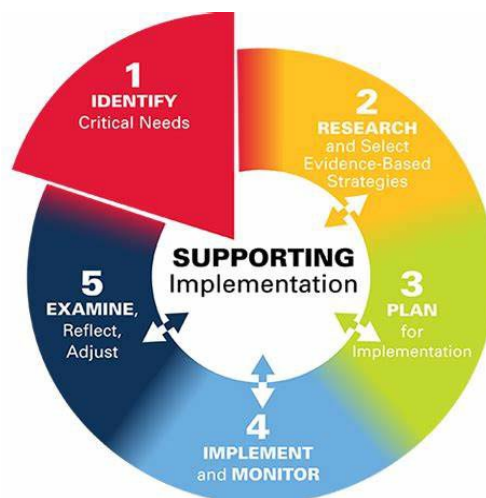 1
IDENTIFY
Critical Needs
2
RESEARCH
and Select
Evidence-Based
Strategies
3
PLAN
for
Implementation
4
IMPLEMENT
and MONITOR
5
EXAMINE,
Reflect,
Adjust
SUPPORTING
Implementation